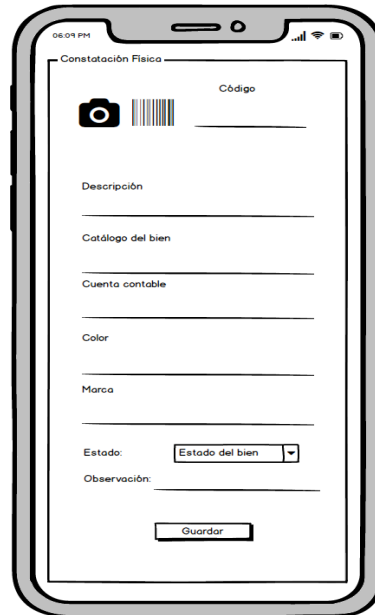 06:09 PM
Constatación Física
Código
Descripción
Catálogo del bien
Cuenta contable
Color
Marca
Estado: Estado del bien
Observación:
Guardar